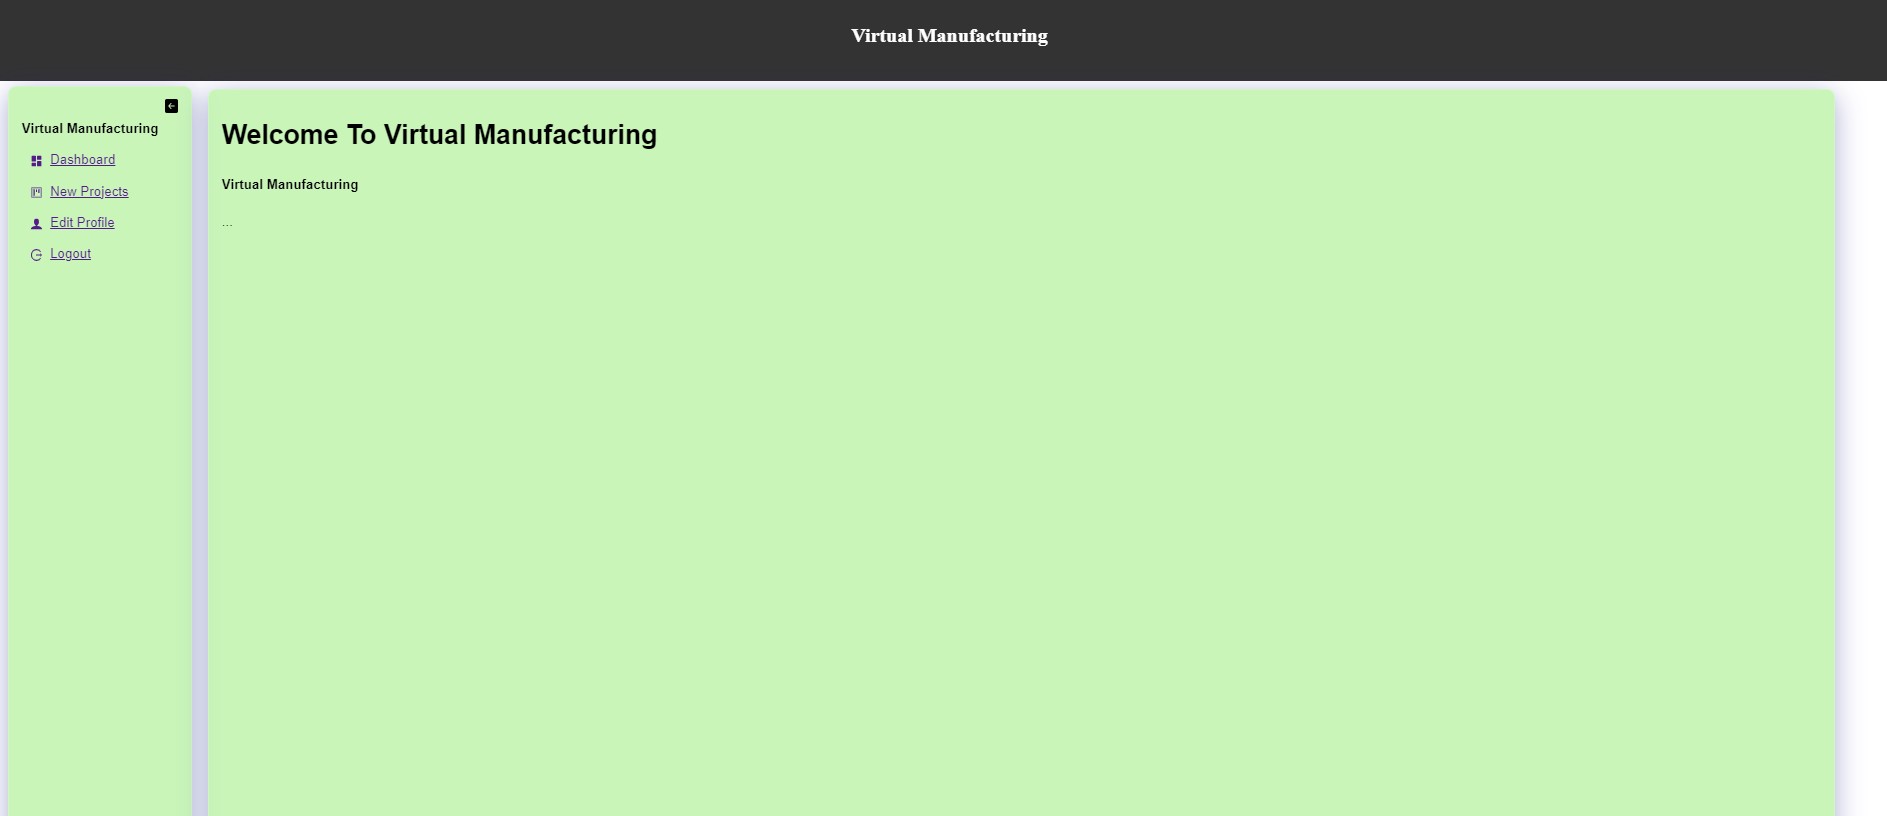 Virtual Manufacturing
Virtual Manufacturing
Dashboard
New Projects
Edit Profile
Logout
Welcome To Virtual Manufacturing
Virtual Manufacturing
...